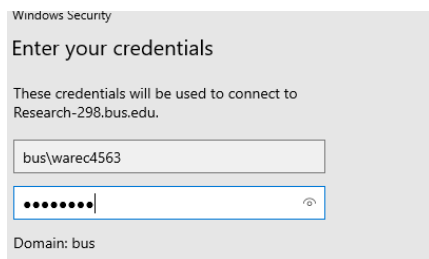 Windows Security
Enter your credentials
These credentials will be used to connect to
Research-298.bus.edu.
bus\warec4563
••••••••
Domain: bus